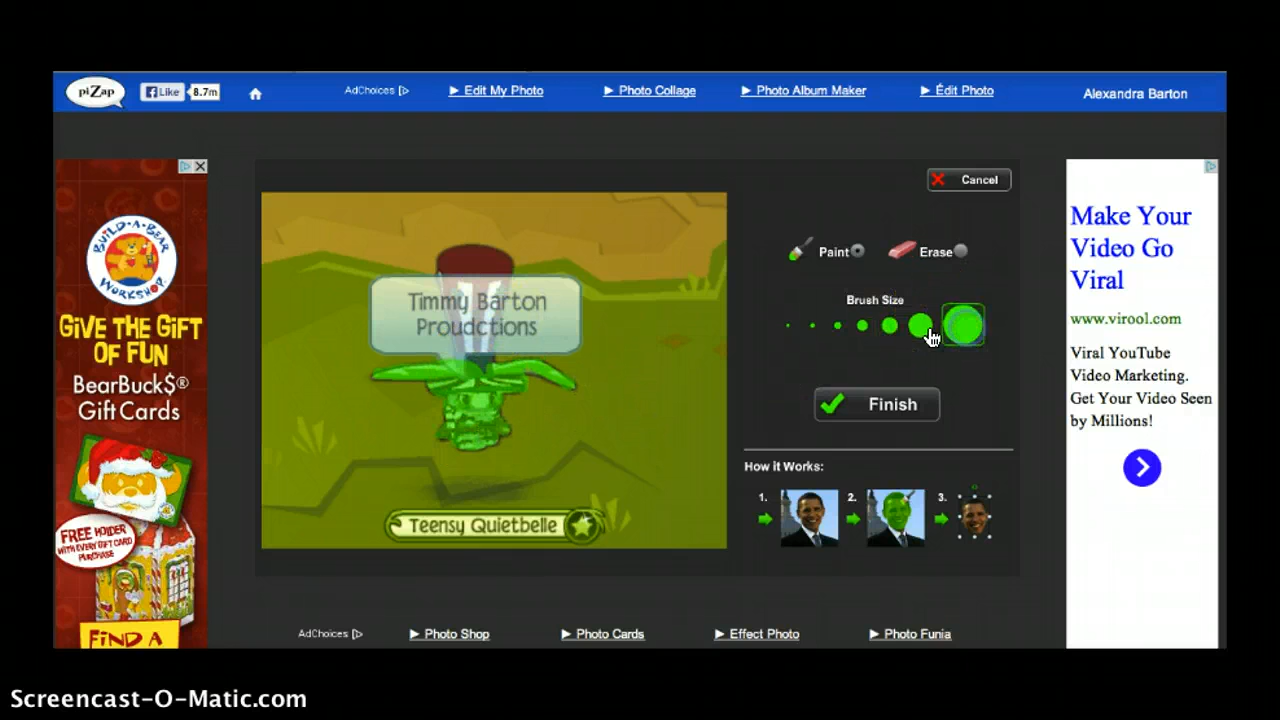 piZap
Like
8.7m
AdChoices
Edit My Photo
Photo Collage
Photo Album Maker
Édit Photo
Alexandra Barton
BUILD-A-BEAR
WORKSHOP
GIVE THE GIFT
OF FUN
BearBuck$®
Gift Cards
FREE HOLDER
WITH EVERY GIFT CARD
PURCHASE
FIND A
Timmy Barton
Proudctions
Teensy Quietbelle
Cancel
Paint
Erase
Brush Size
Finish
How it Works:
1.
2.
3.
Make Your
Video Go
Viral
www.virool.com
Viral YouTube
Video Marketing.
Get Your Video Seen
by Millions!
AdChoices
Photo Shop
Photo Cards
Effect Photo
Photo Funia
Screencast-O-Matic.com